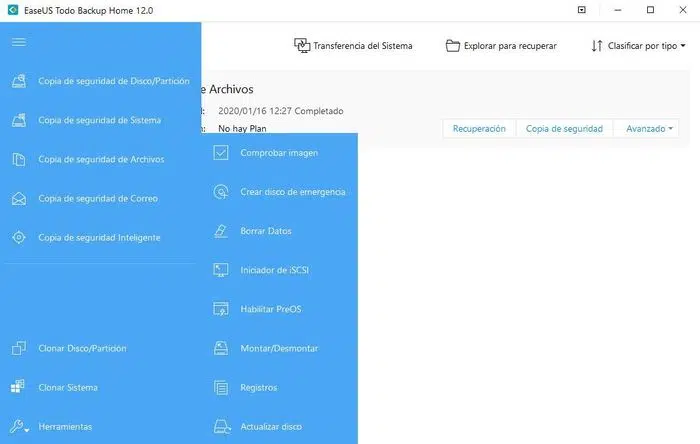 EaseUS Todo Backup Home 12.0
Transferencia del Sistema
Explorar para recuperar
Clasificar por tipo
Copia de seguridad de Disco/Partición
Copia de seguridad de Sistema
Copia de seguridad de Archivos
Copia de seguridad de Correo
Copia de seguridad Inteligente
Clonar Disco/Partición
Clonar Sistema
Herramientas
Comprobar imagen
Crear disco de emergencia
Borrar Datos
Iniciador de iSCSI
Habilitar PreOS
Montar/Desmontar
Registros
Actualizar disco
e Archivos
l: 2020/01/16 12:27 Completado
n: No hay Plan
Recuperación
Copia de seguridad
Avanzado